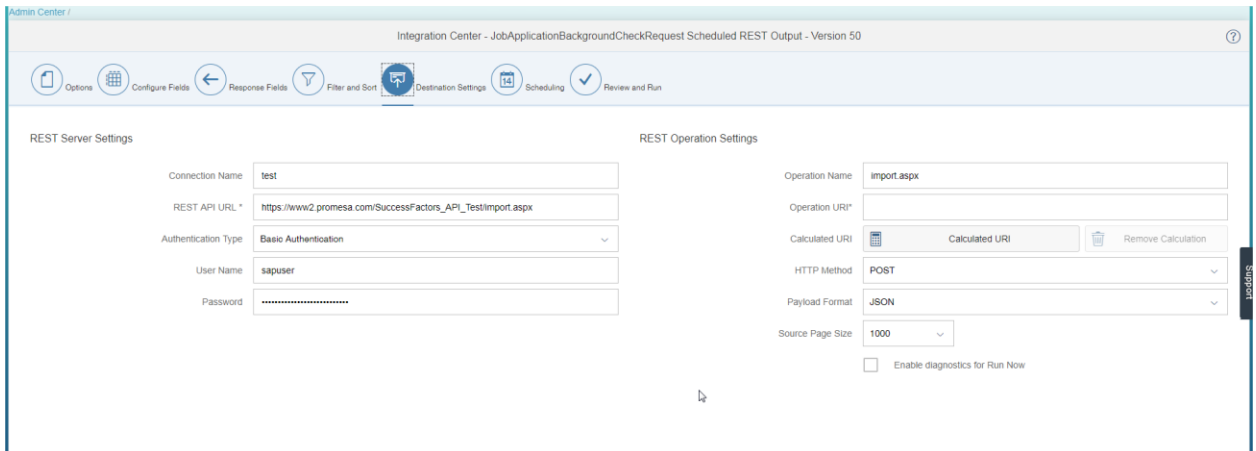 Admin Center /
Integration Center - JobApplicationBackgroundCheckRequest Scheduled REST Output - Version 50
?
Options Configure Fields Response Fields Filter and Sort Destination Settings 14 Scheduling Review and Run
REST Server Settings
Connection Name test
REST API URL * https://www2.promesa.com/SuccessFactors_API_Test/import.aspx
Authentication Type Basic Authentication
User Name sapuser
Password ••••••••••••••••••••••••••••
REST Operation Settings
Operation Name import.aspx
Operation URI*
Calculated URI Calculated URI Remove Calculation
HTTP Method POST
Payload Format JSON
Source Page Size 1000
Enable diagnostics for Run Now
Support